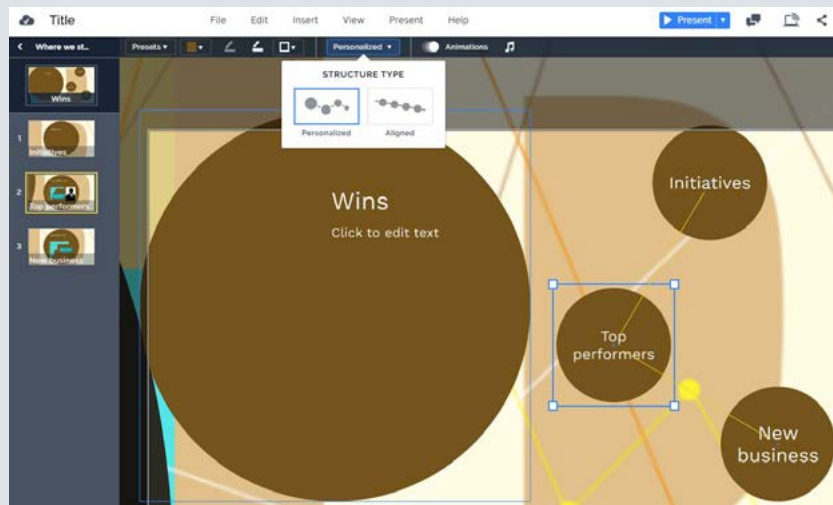 Title
File Edit Insert View Present Help
Present
Where we st...
Presets
Personalized
Animations
STRUCTURE TYPE
Personalized Aligned
Wins
1
Initiatives
2
Top performers
3
New business
Wins
Click to edit text
Initiatives
Top
performers
New
business